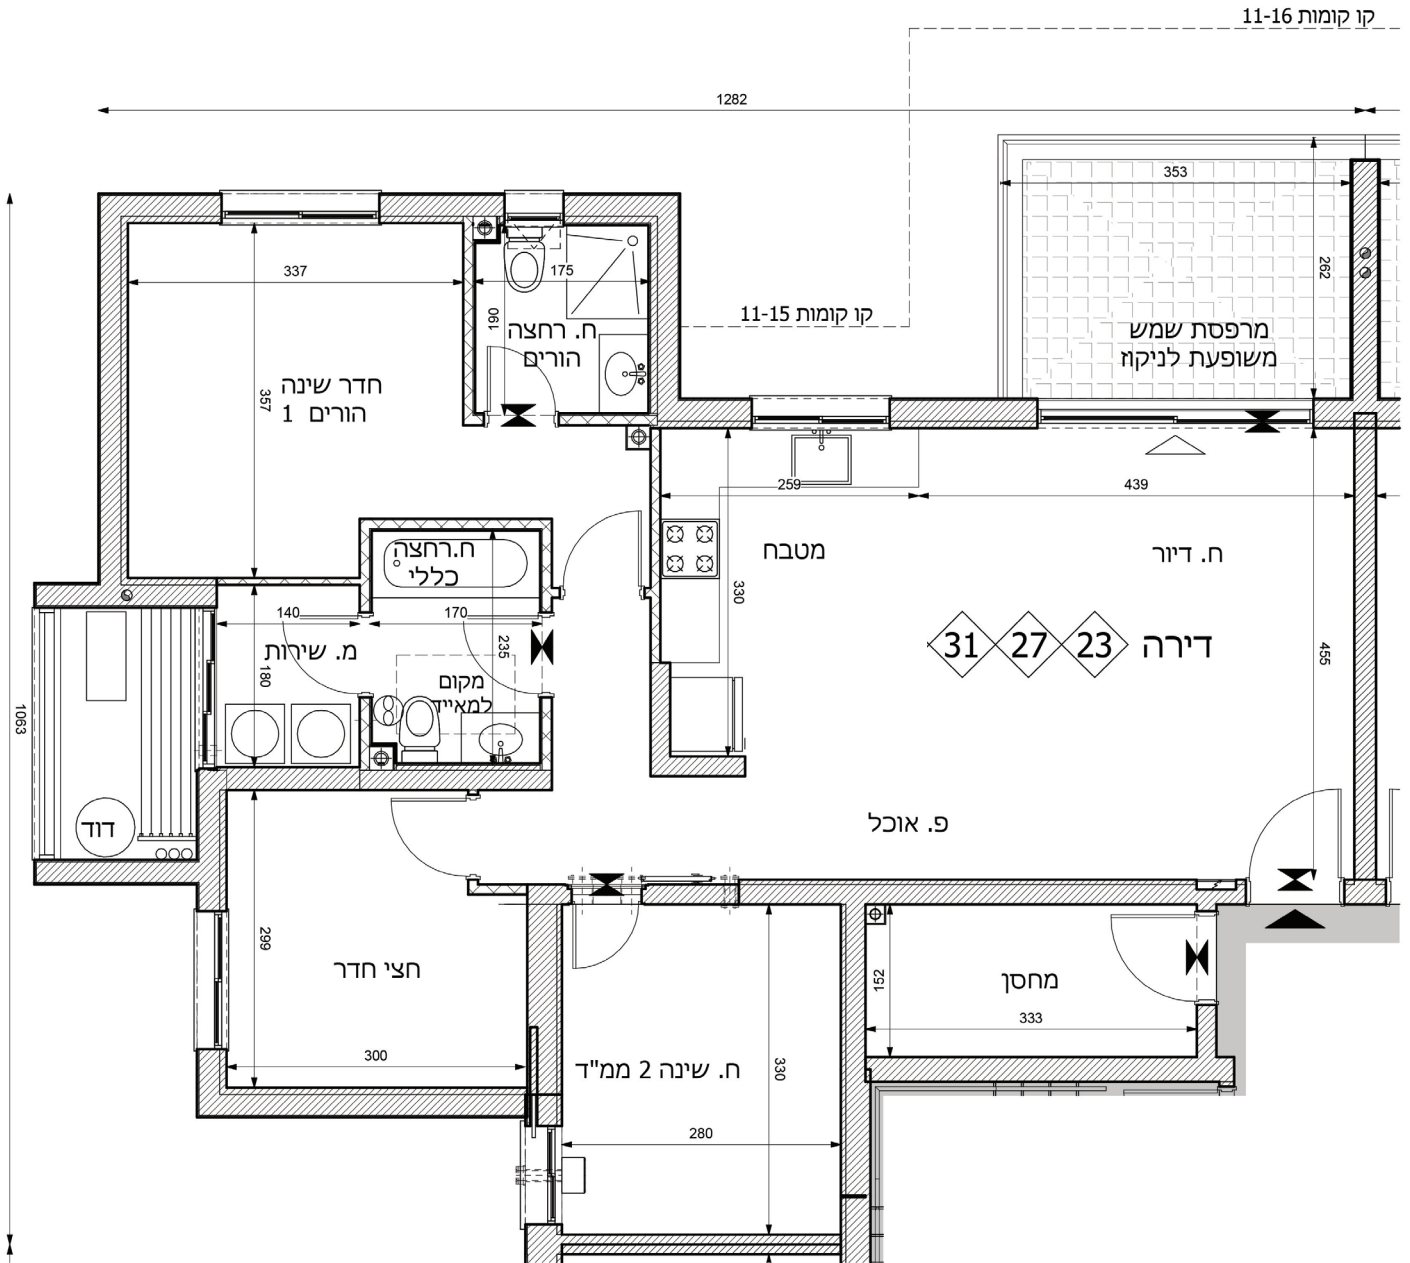 קו קומות 11-16
1282
353
262
337
175
190
קו קומות 11-15
מרפסת שמש
משופעת לניקוז
ח. רחצה
הורים
חדר שינה
הורים 1
357
259
439
ח.רחצה
כללי
מטבח
ח. דיור
330
140
170
235
מ. שירות
180
מקום
למאייד
דירה 23 27 31
455
1063
דוד
פ. אוכל
299
חצי חדר
300
152
מחסן
333
ח. שינה 2 ממ"ד
330
280